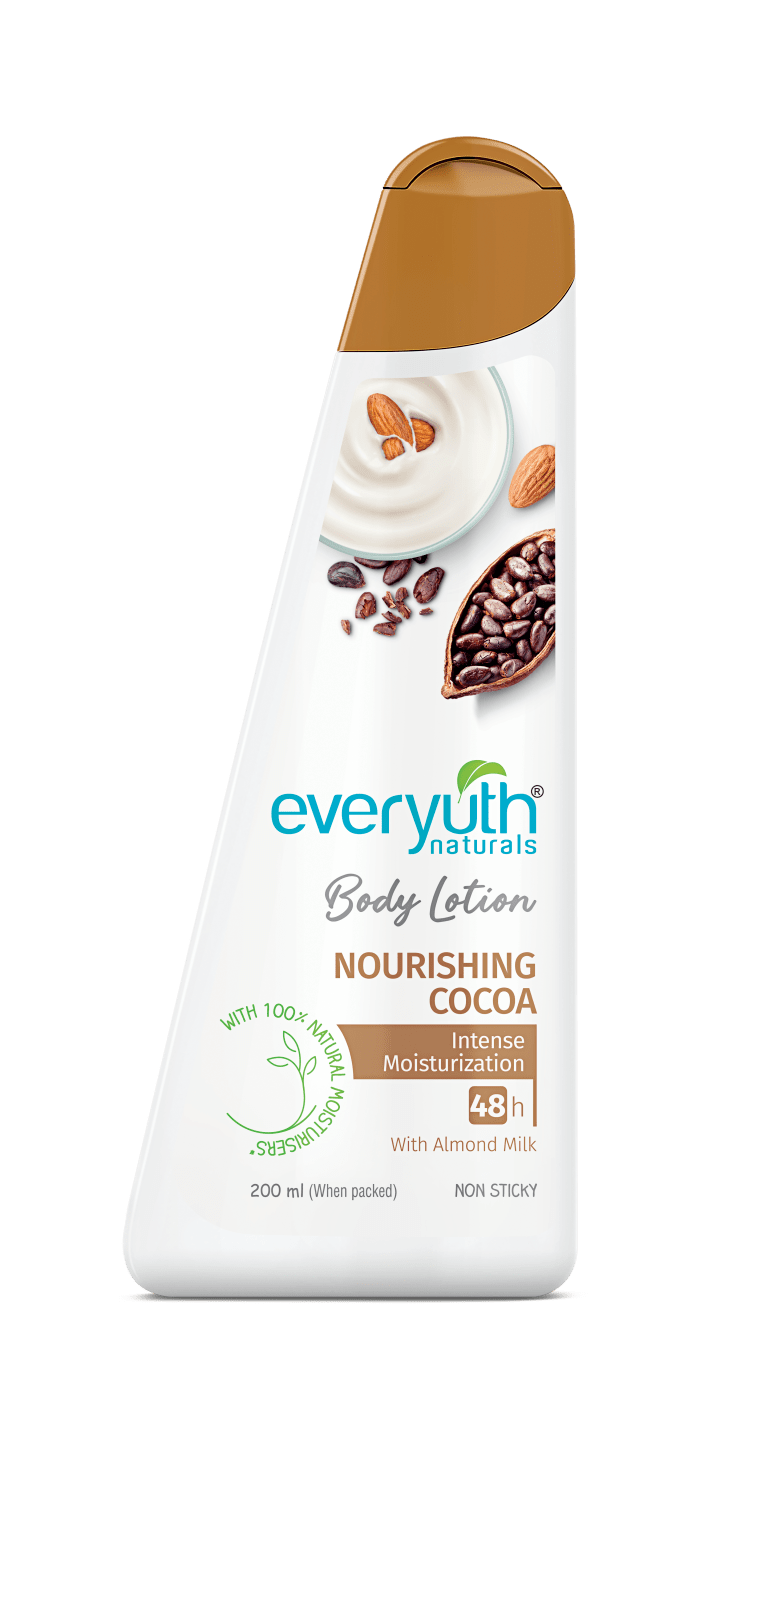 everyuth®
naturals
Body Lotion
NOURISHING
COCOA
WITH 100% NATURAL MOISTURISERS*
Intense
Moisturization
48h
With Almond Milk
200 ml (When packed)
NON STICKY